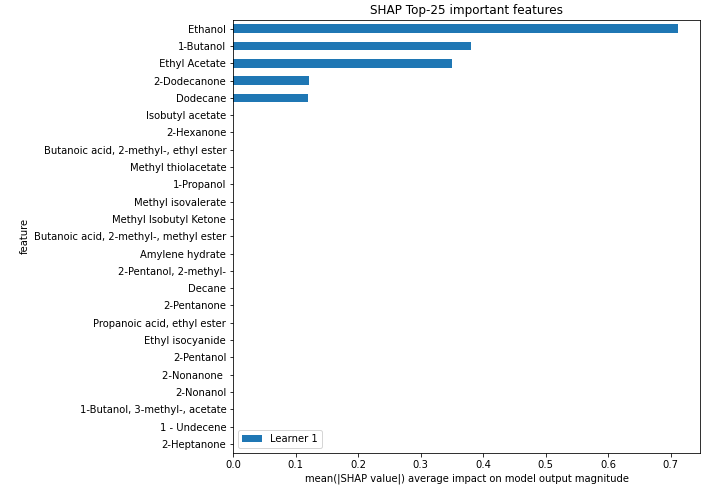 SHAP Top-25 important features
Ethanol
1-Butanol
Ethyl Acetate
2-Dodecanone
Dodecane
Isobutyl acetate
2-Hexanone
Butanoic acid, 2-methyl-, ethyl ester
Methyl thiolacetate
1-Propanol
Methyl isovalerate
Methyl Isobutyl Ketone
Butanoic acid, 2-methyl-, methyl ester
Amylene hydrate
2-Pentanol, 2-methyl-
Decane
2-Pentanone
Propanoic acid, ethyl ester
Ethyl isocyanide
2-Pentanol
2-Nonanone
2-Nonanol
1-Butanol, 3-methyl-, acetate
1 - Undecene
2-Heptanone
feature
Learner 1
0.0 0.1 0.2 0.3 0.4 0.5 0.6 0.7
mean(|SHAP value|) average impact on model output magnitude